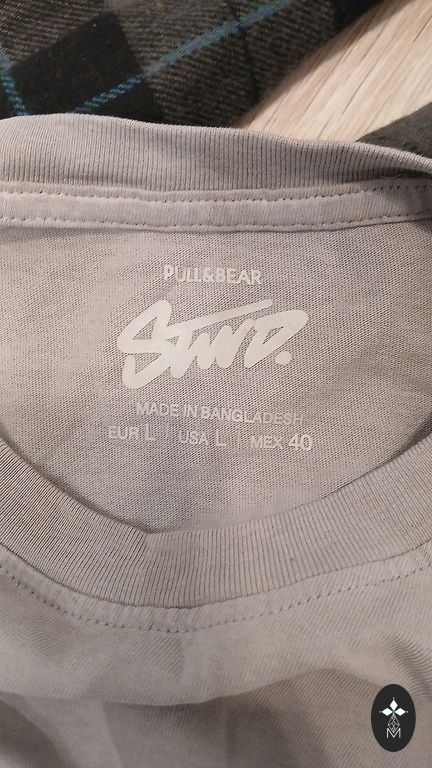 PULL&BEAR
STWD.
MADE IN BANGLADESH
EUR L | USA L | MEX 40
M